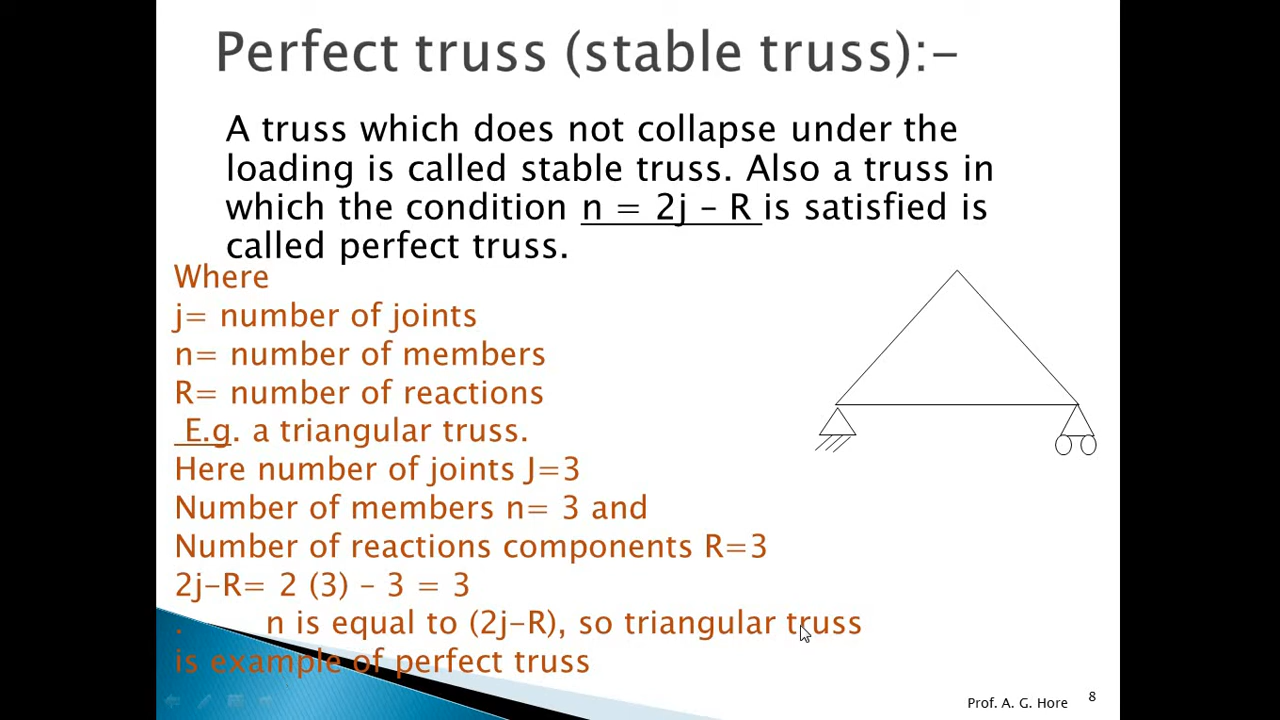 Perfect truss (stable truss):-
A truss which does not collapse under the
loading is called stable truss. Also a truss in
which the condition n = 2j – R is satisfied is
called perfect truss.
Where
j= number of joints
n= number of members
R= number of reactions
E.g. a triangular truss.
Here number of joints J=3
Number of members n= 3 and
Number of reactions components R=3
2j-R= 2 (3) – 3 = 3
. n is equal to (2j-R), so triangular truss
is example of perfect truss
Prof. A. G. Hore 8